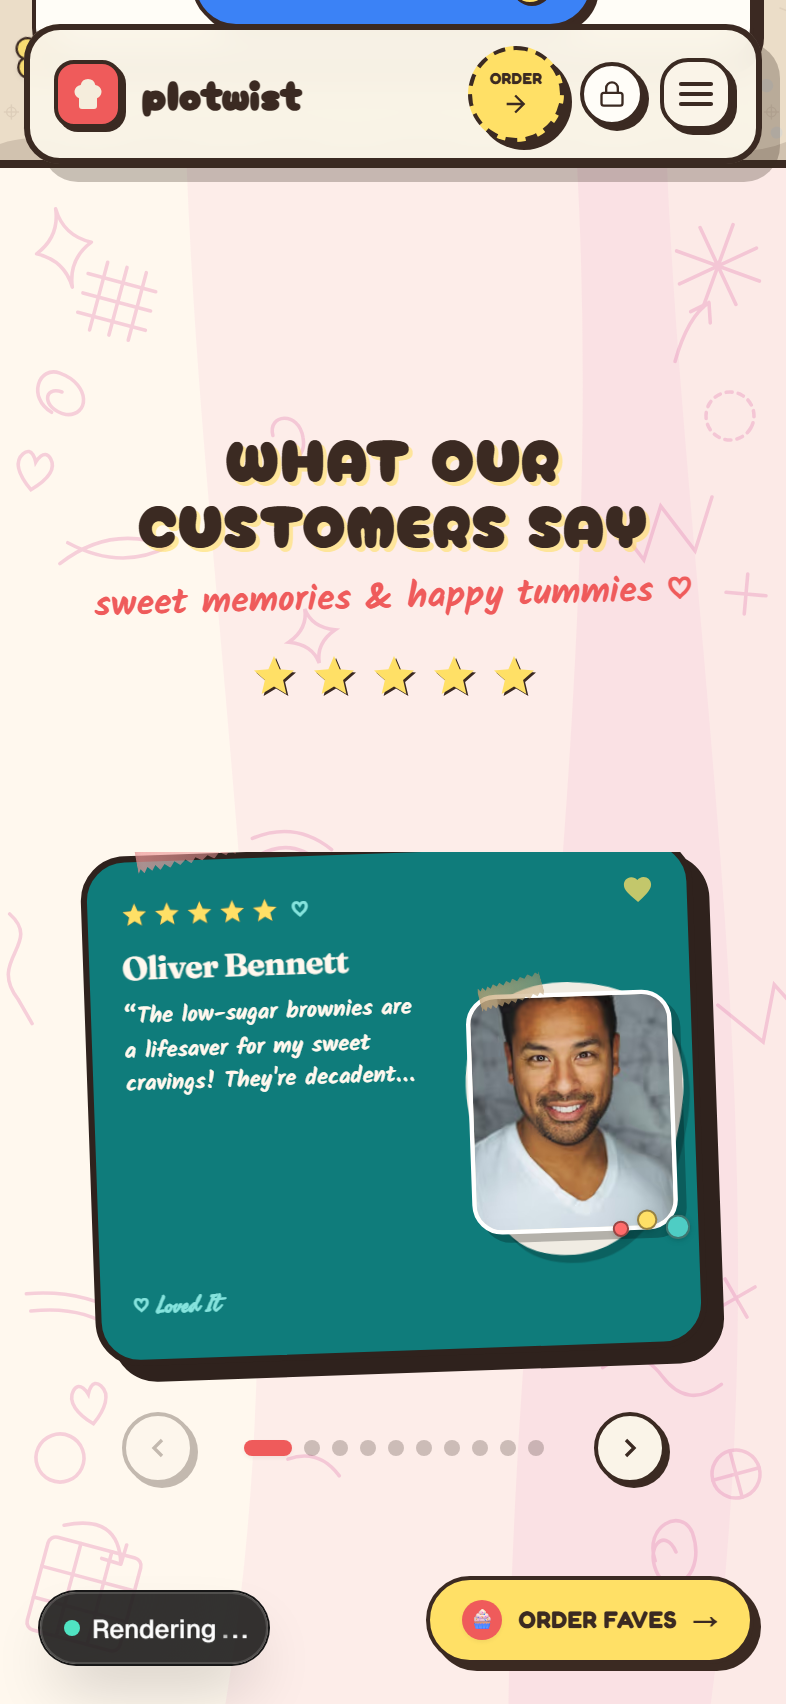 plotwist
ORDER
WHAT OUR
CUSTOMERS SAY
sweet memories & happy tummies
Oliver Bennett
“The low-sugar brownies are
a lifesaver for my sweet
cravings! They're decadent...
Loved It
Rendering ...
ORDER FAVES →